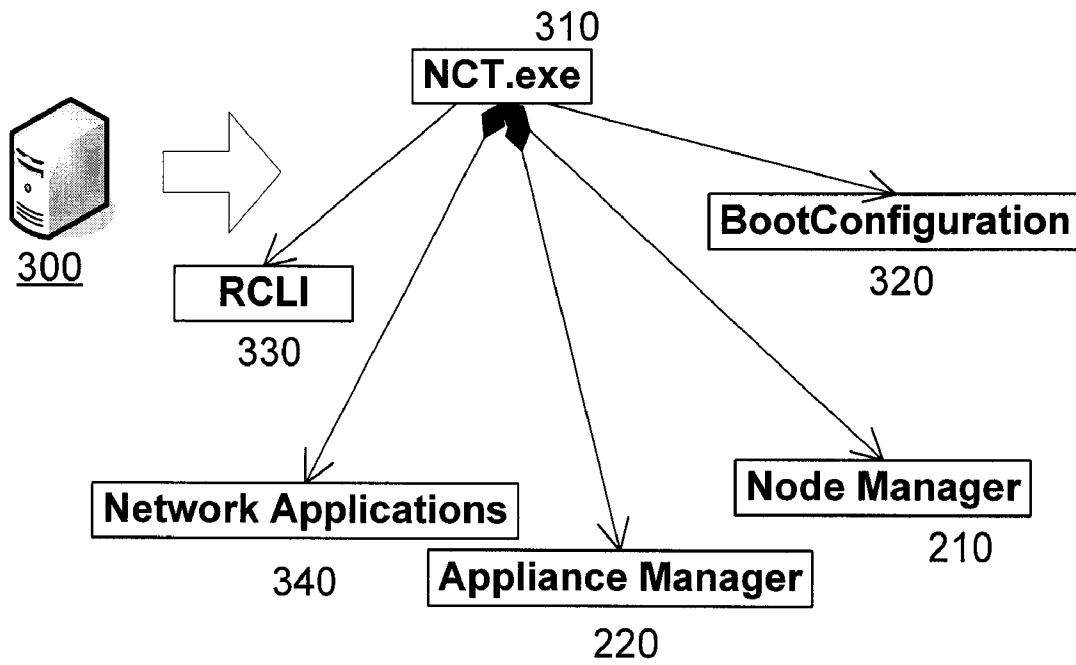 310
NCT.exe
300
BootConfiguration
320
RCLI
330
Network Applications
340
Appliance Manager
220
Node Manager
210